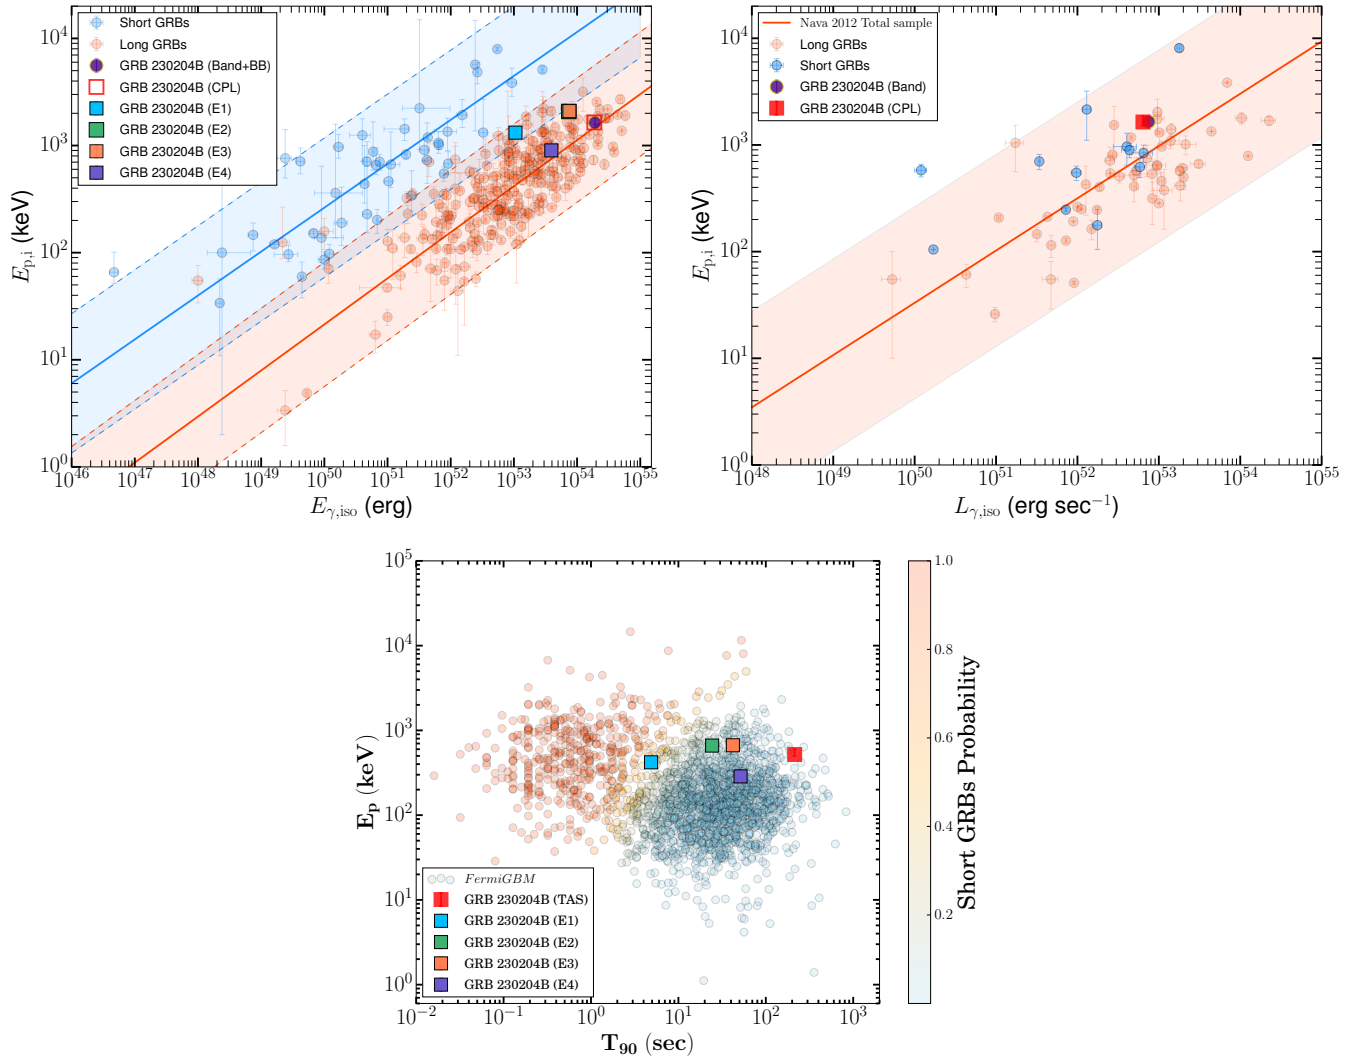 10^4
10^3
10^2
10^1
10^0
E_p,i (keV)
Short GRBs
Long GRBs
GRB 230204B (Band+BB)
GRB 230204B (CPL)
GRB 230204B (E1)
GRB 230204B (E2)
GRB 230204B (E3)
GRB 230204B (E4)
10^46 10^47 10^48 10^49 10^50 10^51 10^52 10^53 10^54 10^55
E_γ,iso (erg)
10^4
10^3
10^2
10^1
10^0
E_p,i (keV)
Nava 2012 Total sample
Long GRBs
Short GRBs
GRB 230204B (Band)
GRB 230204B (CPL)
10^48 10^49 10^50 10^51 10^52 10^53 10^54 10^55
L_γ,iso (erg sec^−1)
10^5
10^4
10^3
10^2
10^1
10^0
E_p (keV)
FermiGBM
GRB 230204B (TAS)
GRB 230204B (E1)
GRB 230204B (E2)
GRB 230204B (E3)
GRB 230204B (E4)
10^−2 10^−1 10^0 10^1 10^2 10^3
T_90 (sec)
1.0
0.8
0.6
0.4
0.2
Short GRBs Probability